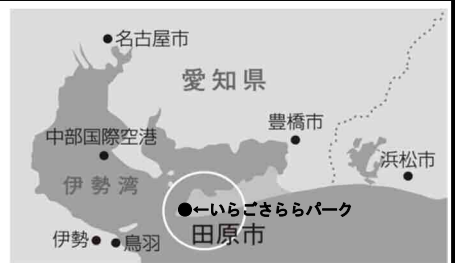 名古屋市
愛知県
豊橋市
中部国際空港
浜松市
伊勢湾
←いらごさららパーク
田原市
伊勢
鳥羽